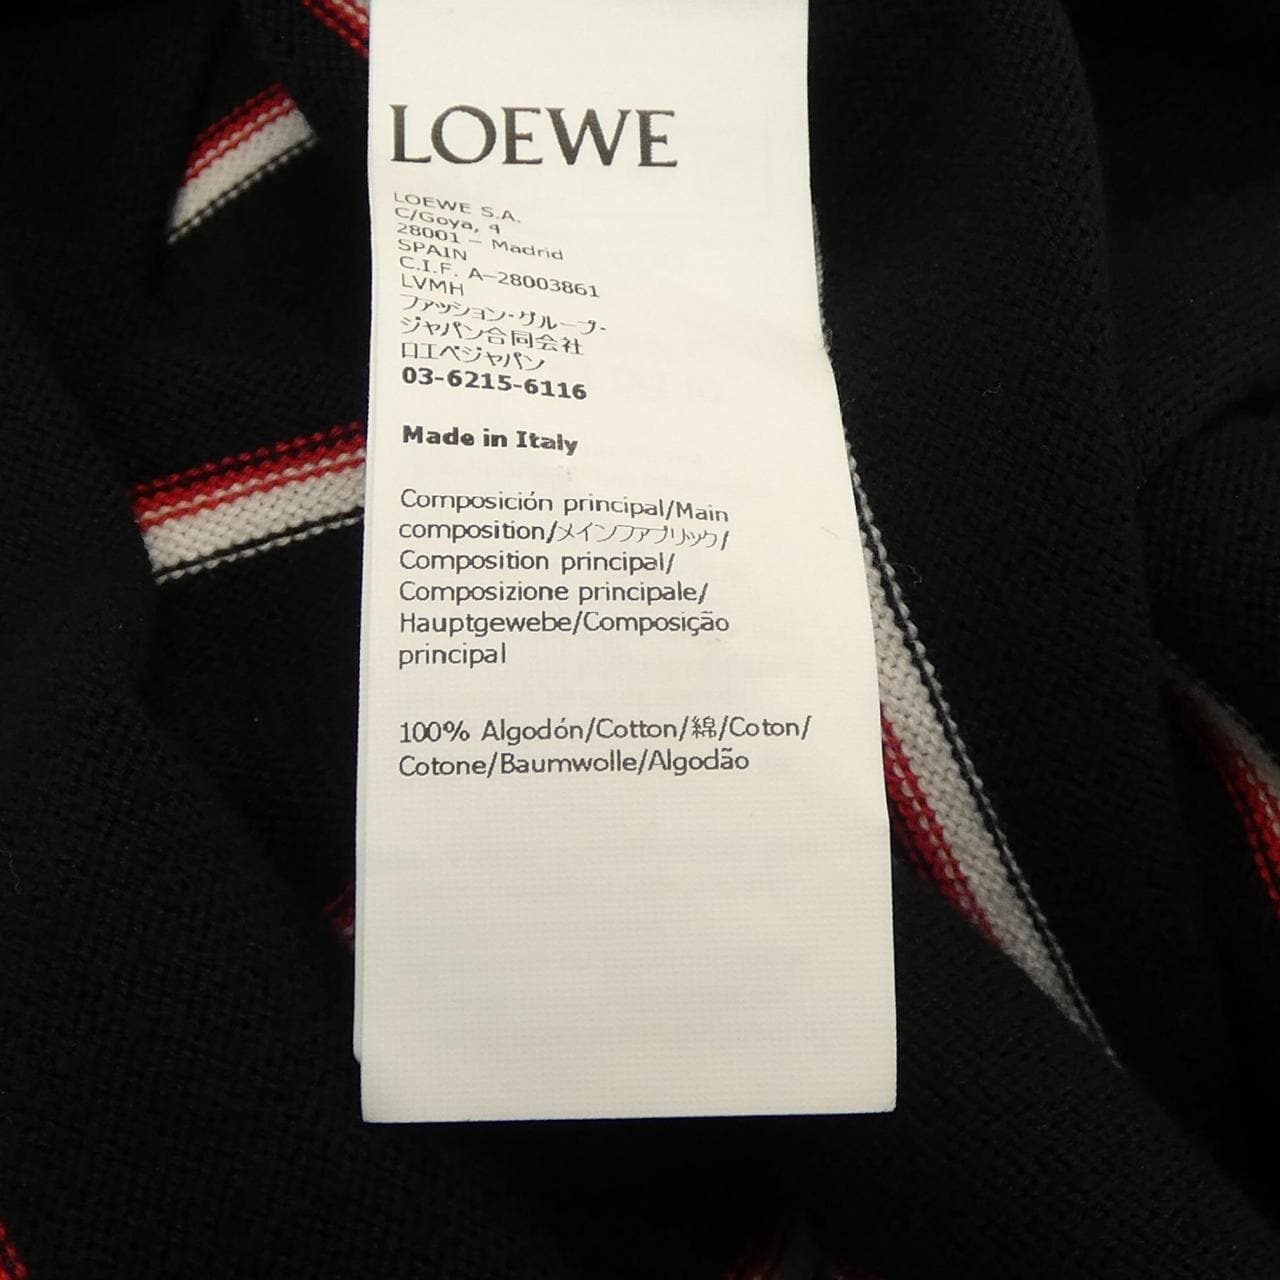 LOEWE
LOEWE S.A.
C/Goya, 4
28001 – Madrid
SPAIN
C.I.F. A-28003861
LVMH
ファッション・グループ・
ジャパン合同会社
ロエベジャパン
03-6215-6116
Made in Italy
Composición principal/Main
composition/メインファブリック/
Composition principal/
Composizione principale/
Hauptgewebe/Composição
principal
100% Algodón/Cotton/綿/Coton/
Cotone/Baumwolle/Algodão